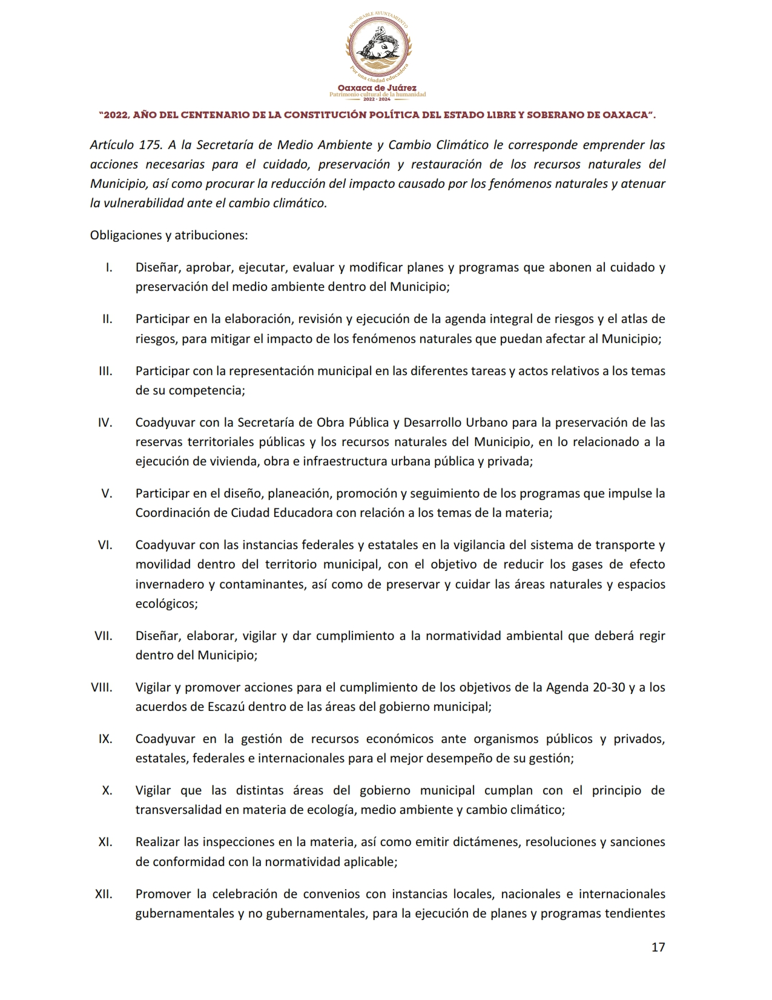 HONORABLE AYUNTAMIENTO
Por una ciudad educadora
Oaxaca de Juárez
Patrimonio cultural de la humanidad
2022 - 2024
"2022, AÑO DEL CENTENARIO DE LA CONSTITUCIÓN POLÍTICA DEL ESTADO LIBRE Y SOBERANO DE OAXACA".
Artículo 175. A la Secretaría de Medio Ambiente y Cambio Climático le corresponde emprender las
acciones necesarias para el cuidado, preservación y restauración de los recursos naturales del
Municipio, así como procurar la reducción del impacto causado por los fenómenos naturales y atenuar
la vulnerabilidad ante el cambio climático.
Obligaciones y atribuciones:
I. Diseñar, aprobar, ejecutar, evaluar y modificar planes y programas que abonen al cuidado y
preservación del medio ambiente dentro del Municipio;
II. Participar en la elaboración, revisión y ejecución de la agenda integral de riesgos y el atlas de
riesgos, para mitigar el impacto de los fenómenos naturales que puedan afectar al Municipio;
III. Participar con la representación municipal en las diferentes tareas y actos relativos a los temas
de su competencia;
IV. Coadyuvar con la Secretaría de Obra Pública y Desarrollo Urbano para la preservación de las
reservas territoriales públicas y los recursos naturales del Municipio, en lo relacionado a la
ejecución de vivienda, obra e infraestructura urbana pública y privada;
V. Participar en el diseño, planeación, promoción y seguimiento de los programas que impulse la
Coordinación de Ciudad Educadora con relación a los temas de la materia;
VI. Coadyuvar con las instancias federales y estatales en la vigilancia del sistema de transporte y
movilidad dentro del territorio municipal, con el objetivo de reducir los gases de efecto
invernadero y contaminantes, así como de preservar y cuidar las áreas naturales y espacios
ecológicos;
VII. Diseñar, elaborar, vigilar y dar cumplimiento a la normatividad ambiental que deberá regir
dentro del Municipio;
VIII. Vigilar y promover acciones para el cumplimiento de los objetivos de la Agenda 20-30 y a los
acuerdos de Escazú dentro de las áreas del gobierno municipal;
IX. Coadyuvar en la gestión de recursos económicos ante organismos públicos y privados,
estatales, federales e internacionales para el mejor desempeño de su gestión;
X. Vigilar que las distintas áreas del gobierno municipal cumplan con el principio de
transversalidad en materia de ecología, medio ambiente y cambio climático;
XI. Realizar las inspecciones en la materia, así como emitir dictámenes, resoluciones y sanciones
de conformidad con la normatividad aplicable;
XII. Promover la celebración de convenios con instancias locales, nacionales e internacionales
gubernamentales y no gubernamentales, para la ejecución de planes y programas tendientes
17